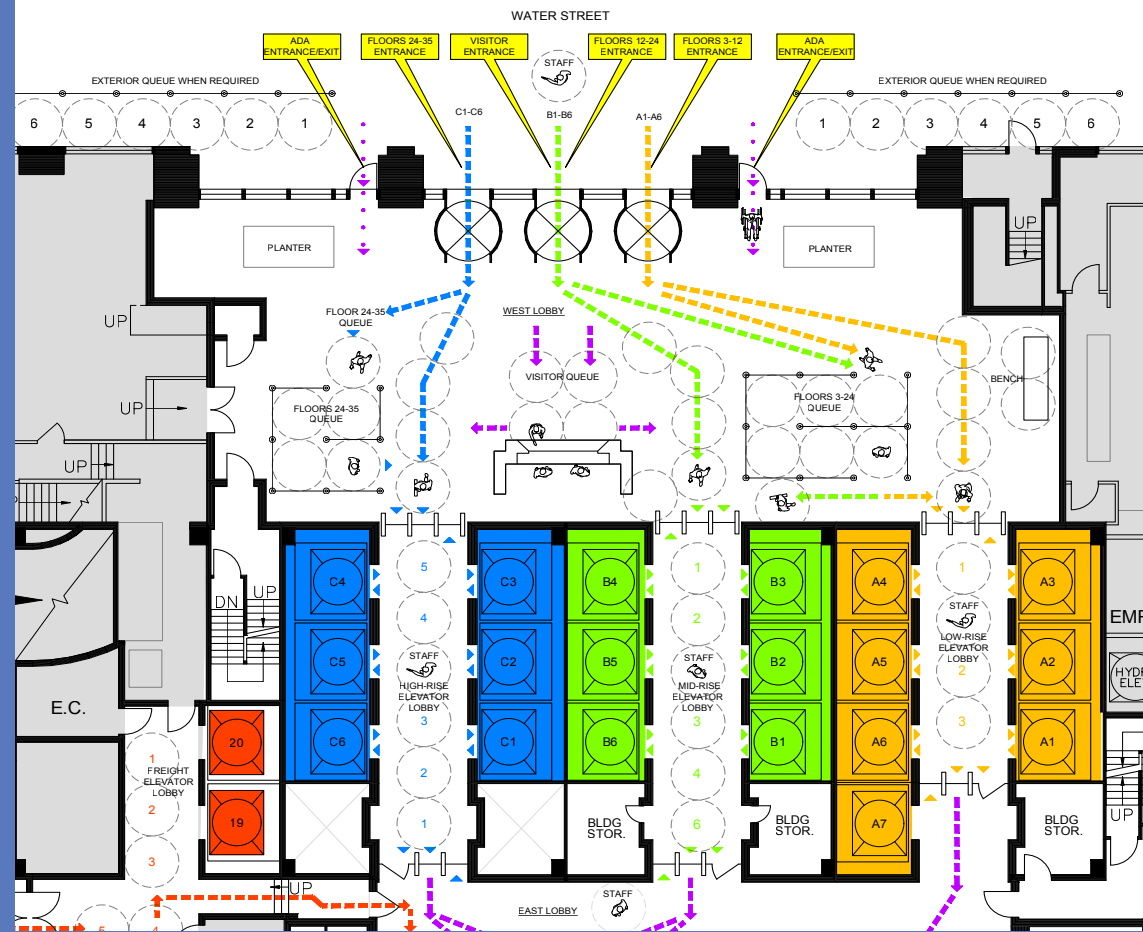 WATER STREET
ADA
ENTRANCE/EXIT
FLOORS 24-35
ENTRANCE
VISITOR
ENTRANCE
FLOORS 12-24
ENTRANCE
FLOORS 3-12
ENTRANCE
ADA
ENTRANCE/EXIT
STAFF
EXTERIOR QUEUE WHEN REQUIRED
EXTERIOR QUEUE WHEN REQUIRED
C1-C6
B1-B6
A1-A6
6 5 4 3 2 1
1 2 3 4 5 6
UP
PLANTER
PLANTER
UP
FLOOR 24-35
QUEUE
WEST LOBBY
VISITOR QUEUE
BENCH
UP
FLOORS 24-35
QUEUE
FLOORS 3-24
QUEUE
UP
C4
5
C3
B4
1
B3
A4
1
A3
DN
UP
4
2
STAFF
LOW-RISE
ELEVATOR
LOBBY
2
C5
STAFF
HIGH-RISE
ELEVATOR
LOBBY
C2
B5
STAFF
MID-RISE
ELEVATOR
LOBBY
B2
A5
A2
E.C.
20
C6
3
C1
B6
3
B1
A6
3
A1
1
FREIGHT
ELEVATOR
LOBBY
2
3
2
4
19
1
BLDG
STOR.
6
BLDG
STOR.
A7
BLDG
STOR.
UP
UP
EAST LOBBY
STAFF
5
4